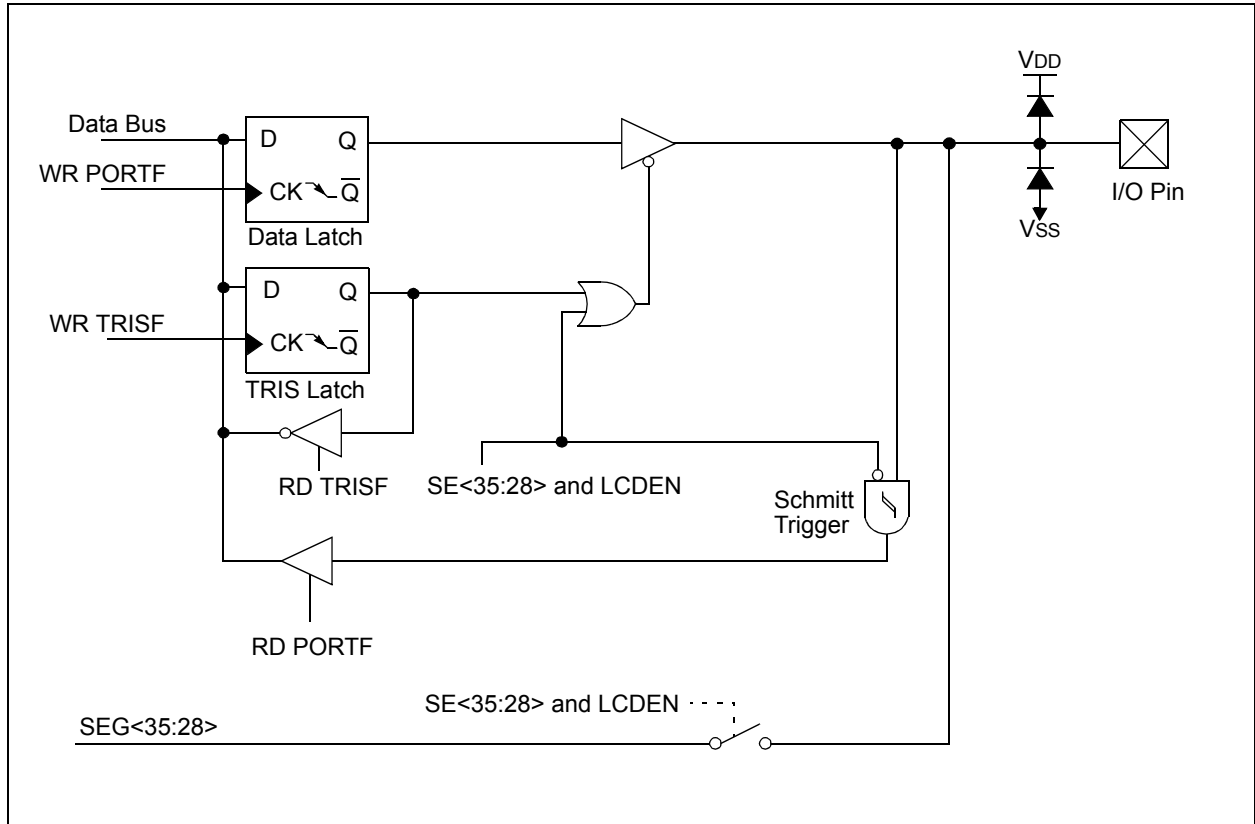 VDD
Data Bus
D Q
WR PORTF
CK Q
I/O Pin
Data Latch
VSS
D Q
WR TRISF
CK Q
TRIS Latch
RD TRISF
SE<35:28> and LCDEN
Schmitt
Trigger
RD PORTF
SE<35:28> and LCDEN
SEG<35:28>